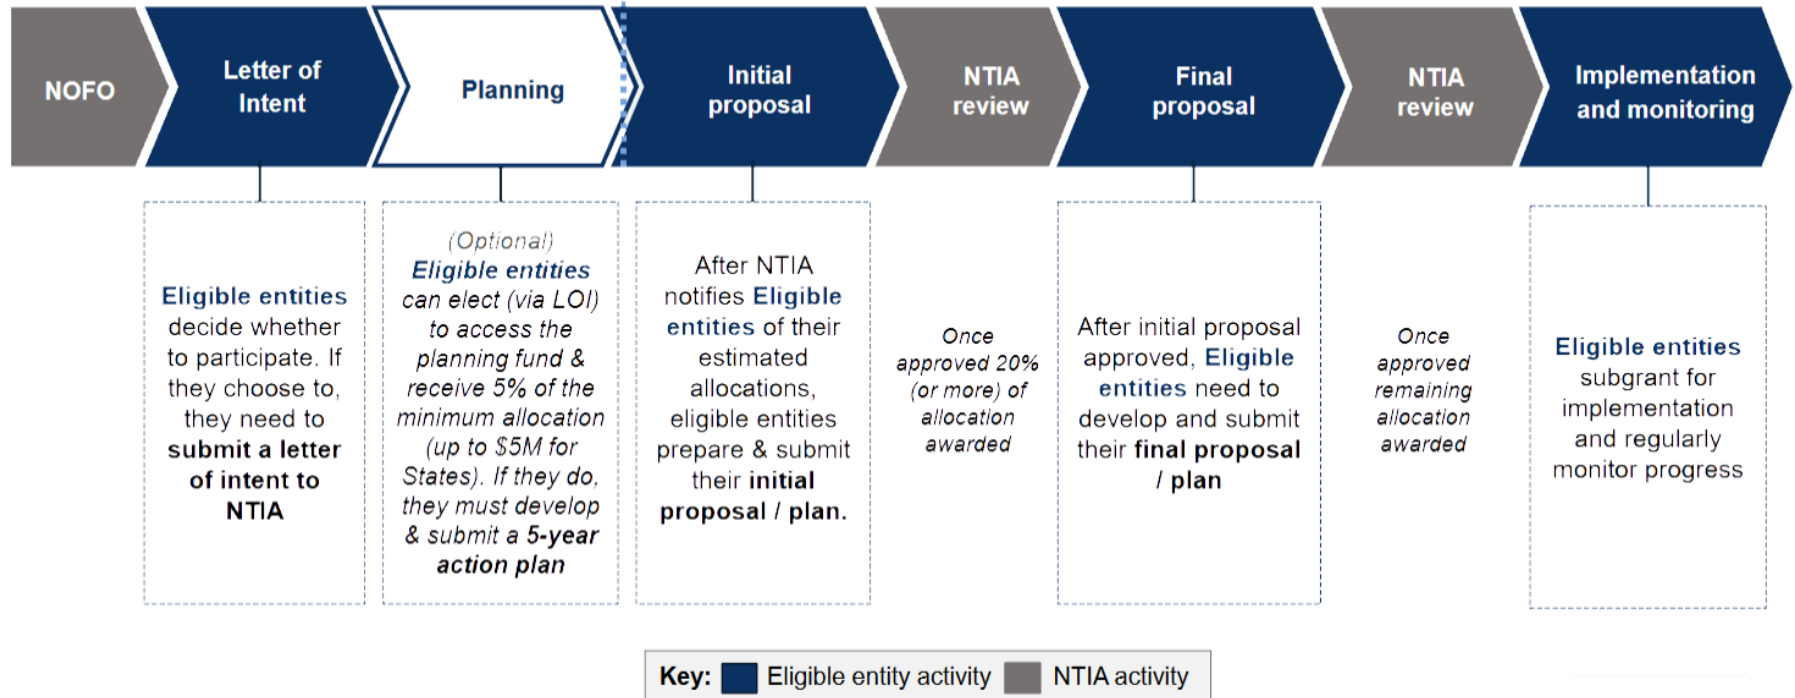 NOFO
Letter of
Intent
Planning
Initial
proposal
NTIA
review
Final
proposal
NTIA
review
Implementation
and monitoring
Eligible entities
decide whether
to participate. If
they choose to,
they need to
submit a letter
of intent to
NTIA
(Optional)
Eligible entities
can elect (via LOI)
to access the
planning fund &
receive 5% of the
minimum allocation
(up to $5M for
States). If they do,
they must develop
& submit a 5-year
action plan
After NTIA
notifies Eligible
entities of their
estimated
allocations,
eligible entities
prepare & submit
their initial
proposal / plan.
Once
approved 20%
(or more) of
allocation
awarded
After initial proposal
approved, Eligible
entities need to
develop and submit
their final proposal
/ plan
Once
approved
remaining
allocation
awarded
Eligible entities
subgrant for
implementation
and regularly
monitor progress
Key: Eligible entity activity NTIA activity